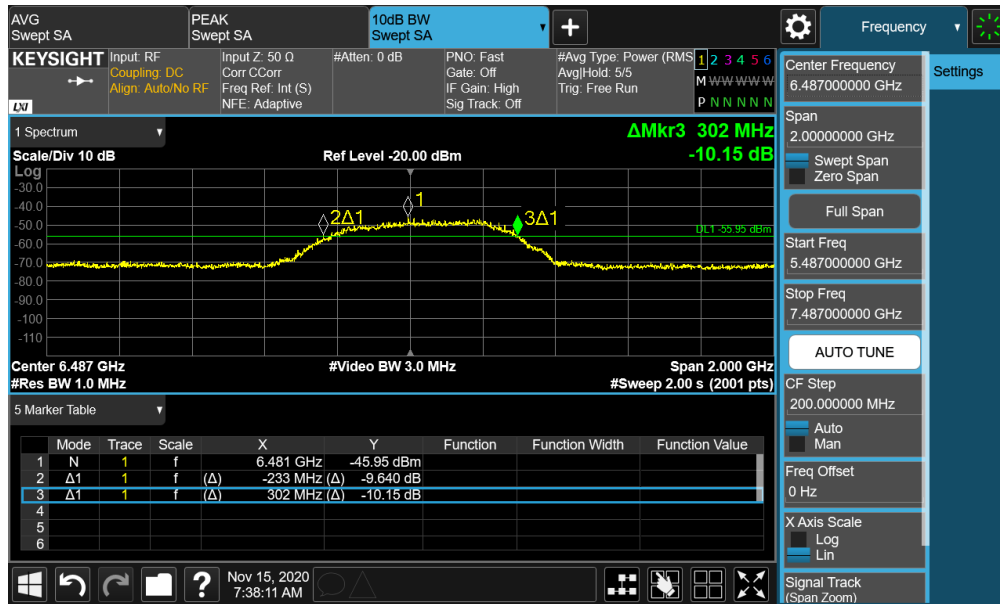 AVG
Swept SA
PEAK
Swept SA
10dB BW
Swept SA
Frequency
KEYSIGHT
LXI
Input: RF
Coupling: DC
Align: Auto/No RF
Input Z: 50 Ω
Corr CCorr
Freq Ref: Int (S)
NFE: Adaptive
#Atten: 0 dB
PNO: Fast
Gate: Off
IF Gain: High
Sig Track: Off
#Avg Type: Power (RMS
Avg|Hold: 5/5
Trig: Free Run
1 2 3 4 5 6
M W W W W W
P N N N N N
1 Spectrum
Scale/Div 10 dB
Ref Level -20.00 dBm
ΔMkr3 302 MHz
-10.15 dB
Log
-30.0
-40.0
-50.0
-60.0
-70.0
-80.0
-90.0
-100
-110
1
2Δ1
3Δ1
DL1 -55.95 dBm
Center 6.487 GHz
#Video BW 3.0 MHz
Span 2.000 GHz
#Res BW 1.0 MHz
#Sweep 2.00 s (2001 pts)
5 Marker Table
Mode Trace Scale X Y Function Function Width Function Value
1 N 1 f 6.481 GHz -45.95 dBm
2 Δ1 1 f (Δ) -233 MHz (Δ) -9.640 dB
3 Δ1 1 f (Δ) 302 MHz (Δ) -10.15 dB
4
5
6
Nov 15, 2020
7:38:11 AM
Center Frequency
6.487000000 GHz
Settings
Span
2.00000000 GHz
Swept Span
Zero Span
Full Span
Start Freq
5.487000000 GHz
Stop Freq
7.487000000 GHz
AUTO TUNE
CF Step
200.000000 MHz
Auto
Man
Freq Offset
0 Hz
X Axis Scale
Log
Lin
Signal Track
(Span Zoom)